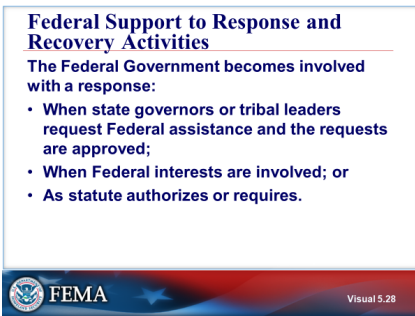 Federal Support to Response and
Recovery Activities
The Federal Government becomes involved
with a response:
• When state governors or tribal leaders
request Federal assistance and the requests
are approved;
• When Federal interests are involved; or
• As statute authorizes or requires.
FEMA
Visual 5.28